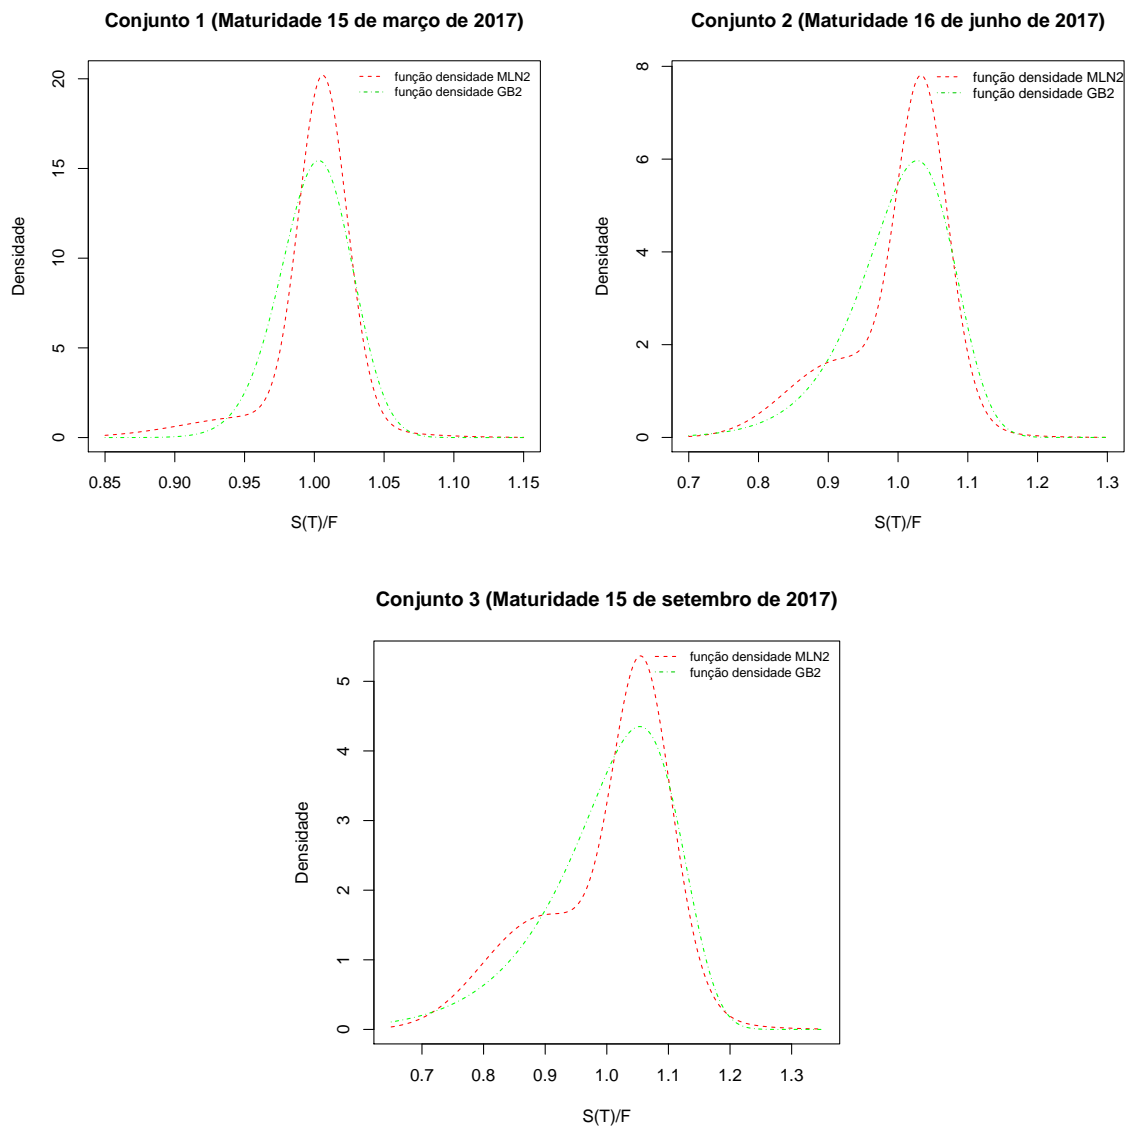 Conjunto 1 (Maturidade 15 de março de 2017)
função densidade MLN2
função densidade GB2
Densidade
20
15
10
5
0
0.85 0.90 0.95 1.00 1.05 1.10 1.15
S(T)/F
Conjunto 2 (Maturidade 16 de junho de 2017)
função densidade MLN2
função densidade GB2
Densidade
8
6
4
2
0
0.7 0.8 0.9 1.0 1.1 1.2 1.3
S(T)/F
Conjunto 3 (Maturidade 15 de setembro de 2017)
função densidade MLN2
função densidade GB2
Densidade
5
4
3
2
1
0
0.7 0.8 0.9 1.0 1.1 1.2 1.3
S(T)/F